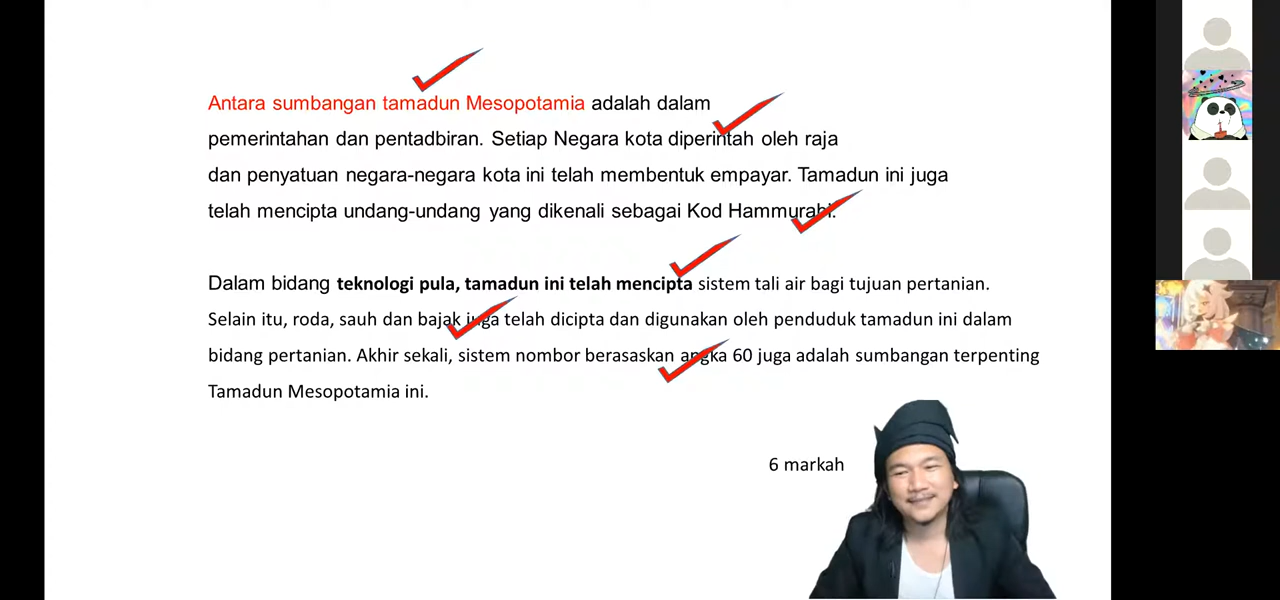 Antara sumbangan tamadun Mesopotamia adalah dalam
pemerintahan dan pentadbiran. Setiap Negara kota diperintah oleh raja
dan penyatuan negara-negara kota ini telah membentuk empayar. Tamadun ini juga
telah mencipta undang-undang yang dikenali sebagai Kod Hammurabi.
Dalam bidang teknologi pula, tamadun ini telah mencipta sistem tali air bagi tujuan pertanian.
Selain itu, roda, sauh dan bajak juga telah dicipta dan digunakan oleh penduduk tamadun ini dalam
bidang pertanian. Akhir sekali, sistem nombor berasaskan angka 60 juga adalah sumbangan terpenting
Tamadun Mesopotamia ini.
6 markah